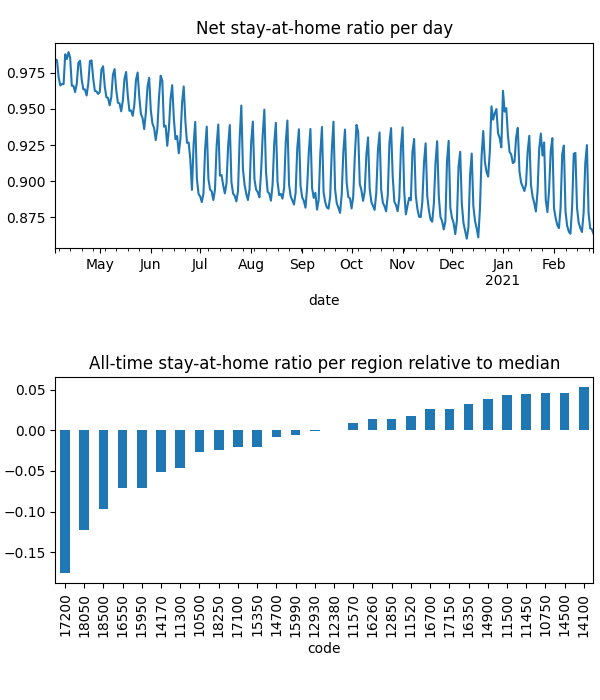 Net stay-at-home ratio per day
0.975
0.950
0.925
0.900
0.875
May Jun Jul Aug Sep Oct Nov Dec Jan Feb
2021
date
All-time stay-at-home ratio per region relative to median
0.05
0.00
−0.05
−0.10
−0.15
17200 18050 18500 16550 15950 14170 11300 10500 18250 17100 15350 14700 15990 12930 12380 11570 16260 12850 11520 16700 17150 16350 14900 11500 11450 10750 14500 14100
code